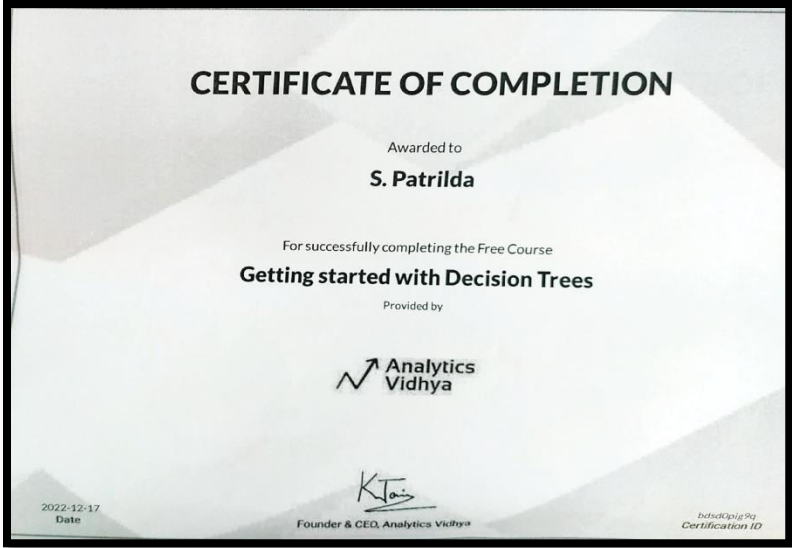 CERTIFICATE OF COMPLETION
Awarded to
S. Patrilda
For successfully completing the Free Course
Getting started with Decision Trees
Provided by
Analytics
Vidhya
KJain
Founder & CEO, Analytics Vidhya
2022-12-17
Date
bdsd0pig9q
Certification ID